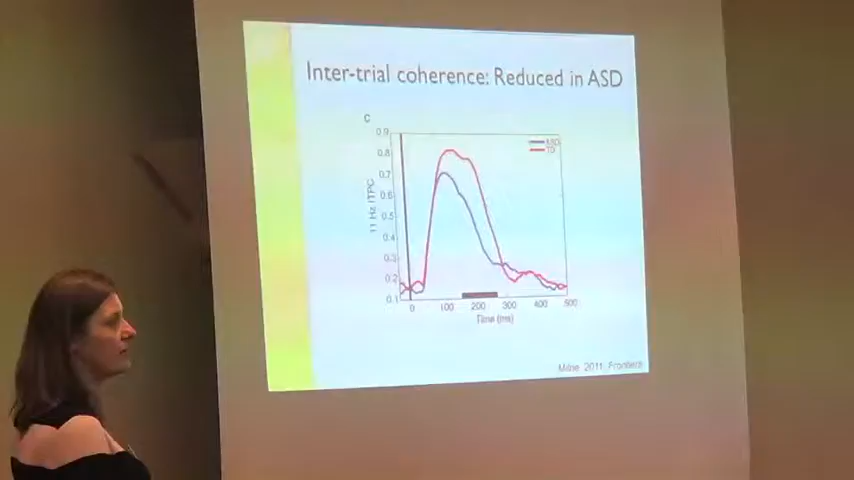 Inter-trial coherence: Reduced in ASD
C
0.9
0.8
0.7
0.6
0.5
0.4
0.3
0.2
0.1
11 Hz ITPC
ASD
TD
0 100 200 300 400 500
Time (ms)
Milne 2011 Frontiers